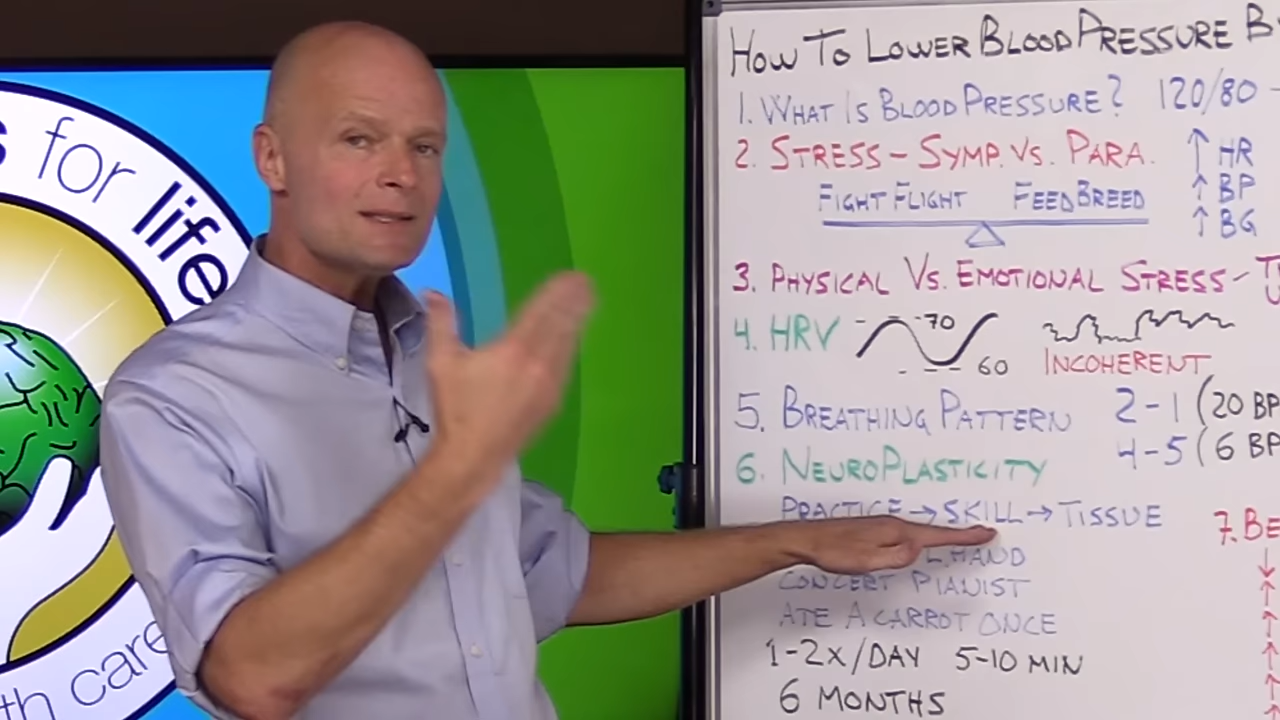 s for life
th care
HOW TO LOWER BLOOD PRESSURE B
1. WHAT IS BLOOD PRESSURE? 120/80 -
2. STRESS - SYMP. VS. PARA. ↑ HR
FIGHT FLIGHT FEED BREED ↑ BP
↑ BG
3. PHYSICAL VS. EMOTIONAL STRESS -
4. HRV 70
60 INCOHERENT
5. BREATHING PATTERN 2-1 (20 BP
4-5 (6 BP
6. NEUROPLASTICITY
PRACTICE → SKILL → TISSUE
7. BE
L. HAND
CONCERT PIANIST
ATE A CARROT ONCE
1-2X/DAY 5-10 MIN
6 MONTHS